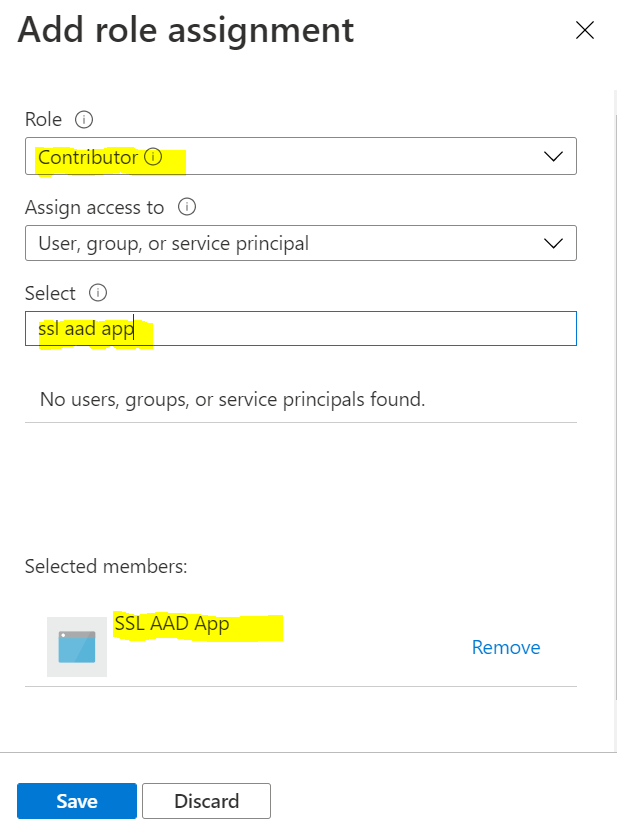 Add role assignment
Role
Contributor
Assign access to
User, group, or service principal
Select
ssl aad app
No users, groups, or service principals found.
Selected members:
SSL AAD App
Remove
Save Discard